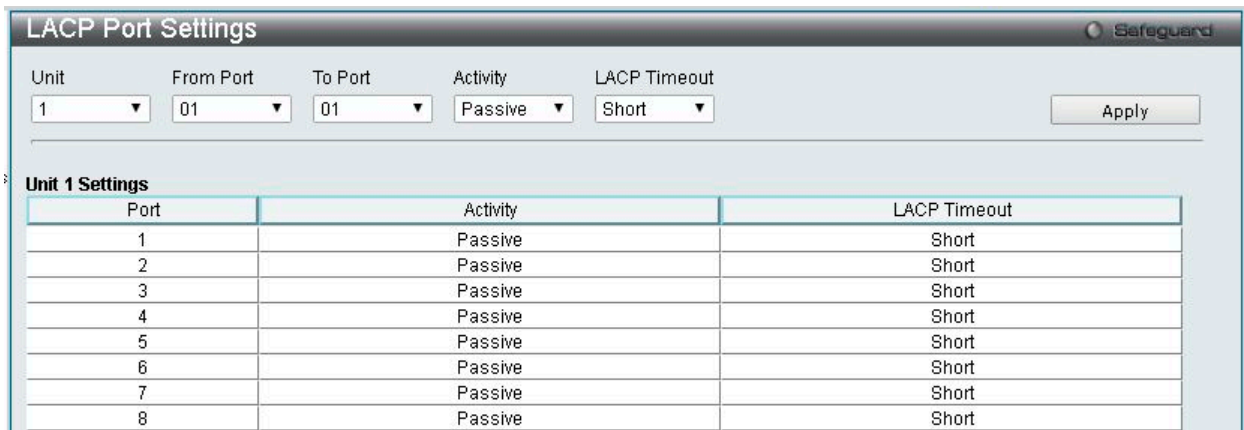 LACP Port Settings Safeguard
Unit From Port To Port Activity LACP Timeout
1 01 01 Passive Short Apply
Unit 1 Settings
Port Activity LACP Timeout
1 Passive Short
2 Passive Short
3 Passive Short
4 Passive Short
5 Passive Short
6 Passive Short
7 Passive Short
8 Passive Short